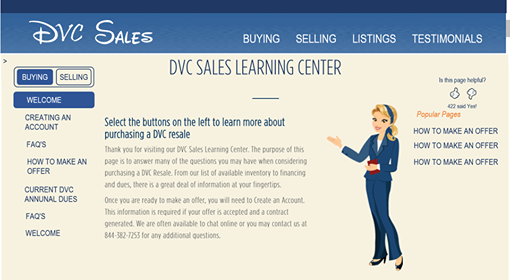 DVC SALES
BUYING SELLING LISTINGS TESTIMONIALS
>
DVC SALES LEARNING CENTER
Is this page helpful?
422 said Yes!
BUYING SELLING
WELCOME
CREATING AN
ACCOUNT
FAQ'S
HOW TO MAKE AN
OFFER
CURRENT DVC
ANNUNAL DUES
FAQ'S
WELCOME
Select the buttons on the left to learn more about
purchasing a DVC resale
Thank you for visiting our DVC Sales Learning Center. The purpose of
this page is to answer many of the questions you may have when considering
purchasing a DVC Resale. From our list of available inventory to financing
and dues, there is a great deal of information at your fingertips.
Once you are ready to make an offer, you will need to Create an Account.
This information is required if your offer is accepted and a contract
generated. We are often available to chat online or you may contact us at
844-382-7253 for any additional questions.
Popular Pages
HOW TO MAKE AN OFFER
HOW TO MAKE AN OFFER
HOW TO MAKE AN OFFER